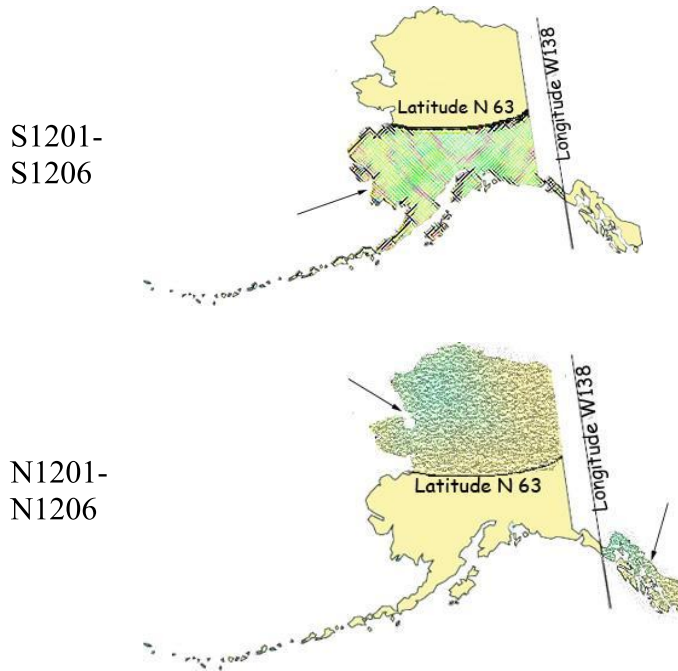 Latitude N 63
Longitude W138
S1201-
S1206
N1201-
N1206
Latitude N 63
Longitude W138